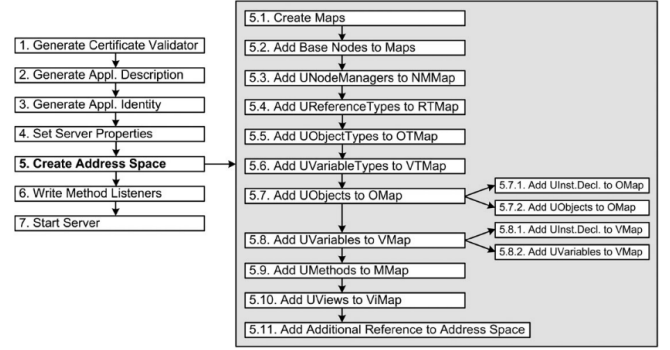 1. Generate Certificate Validator
2. Generate Appl. Description
3. Generate Appl. Identity
4. Set Server Properties
5. Create Address Space
6. Write Method Listeners
7. Start Server
5.1. Create Maps
5.2. Add Base Nodes to Maps
5.3. Add UNodeManagers to NMMap
5.4. Add UReferenceTypes to RTMap
5.5. Add UObjectTypes to OTMap
5.6. Add UVariableTypes to VTMap
5.7. Add UObjects to OMap
5.7.1. Add UInst.Decl. to OMap
5.7.2. Add UObjects to OMap
5.8. Add UVariables to VMap
5.8.1. Add UInst.Decl. to VMap
5.8.2. Add UVariables to VMap
5.9. Add UMethods to MMap
5.10. Add UViews to ViMap
5.11. Add Additional Reference to Address Space